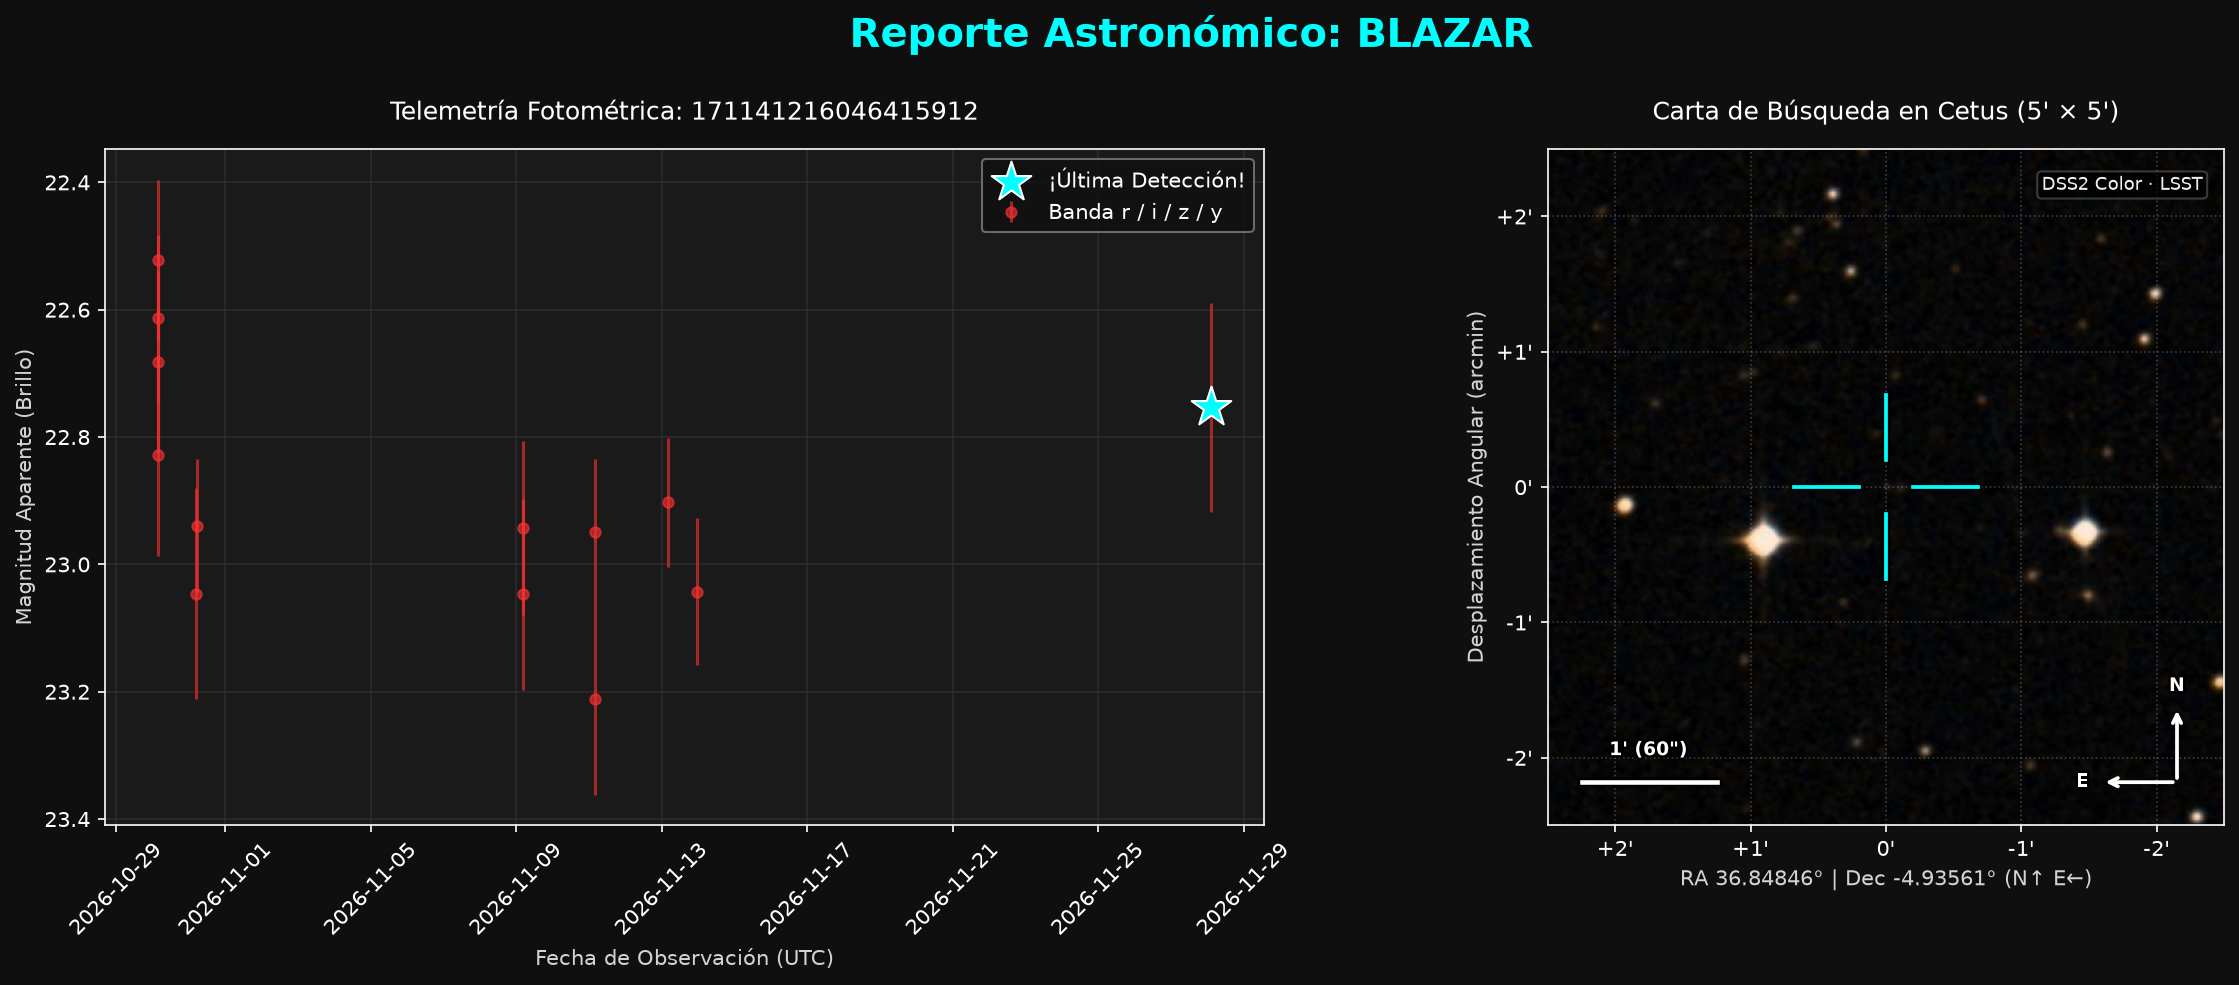 Reporte Astronómico: BLAZAR
Telemetría Fotométrica: 171141216046415912
Magnitud Aparente (Brillo)
22.4
22.6
22.8
23.0
23.2
23.4
¡Última Detección!
Banda r / i / z / y
2026-10-29
2026-11-01
2026-11-05
2026-11-09
2026-11-13
2026-11-17
2026-11-21
2026-11-25
2026-11-29
Fecha de Observación (UTC)
Carta de Búsqueda en Cetus (5' × 5')
Desplazamiento Angular (arcmin)
+2'
+1'
0'
-1'
-2'
DSS2 Color · LSST
N
E
1' (60")
+2'
+1'
0'
-1'
-2'
RA 36.84846° | Dec -4.93561° (N↑ E←)